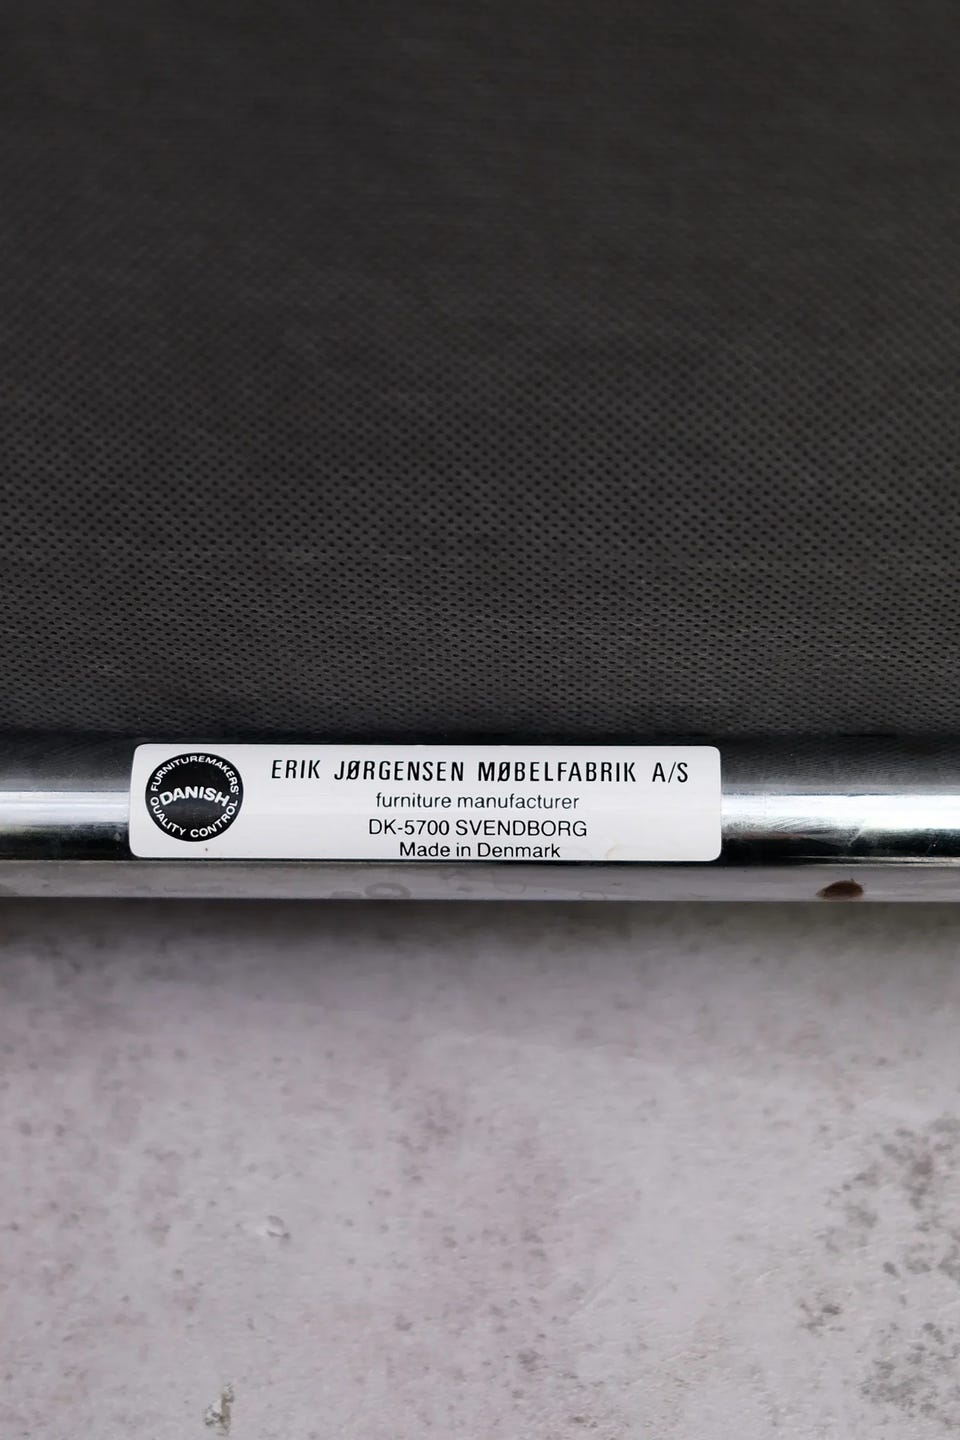 FURNITUREMAKERS'
DANISH
QUALITY CONTROL
ERIK JØRGENSEN MØBELFABRIK A/S
furniture manufacturer
DK-5700 SVENDBORG
Made in Denmark